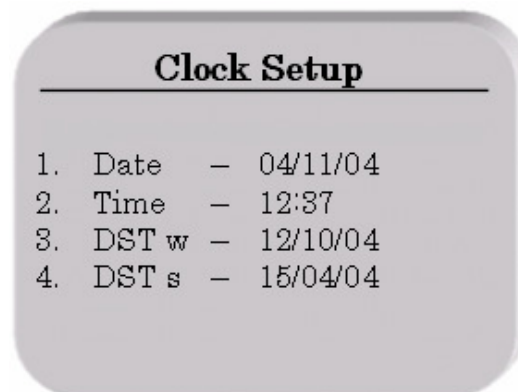 Clock Setup
1. Date – 04/11/04
2. Time – 12:37
3. DST w – 12/10/04
4. DST s – 15/04/04